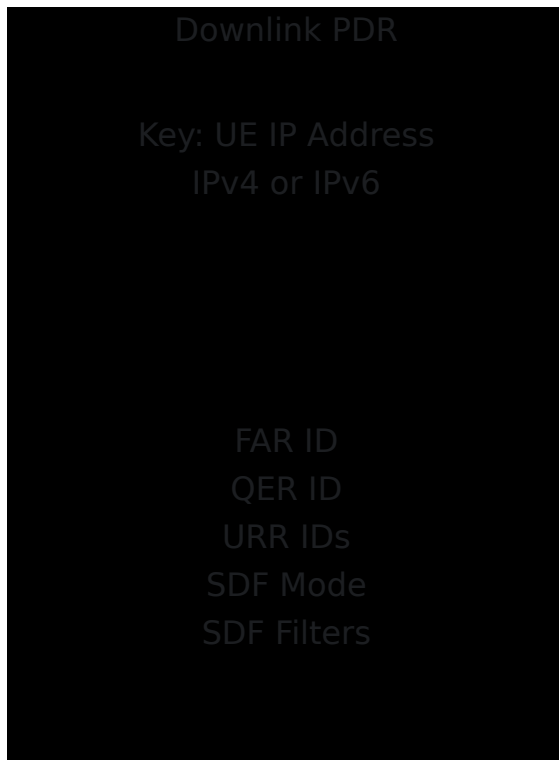 Downlink PDR
Key: UE IP Address
IPv4 or IPv6
FAR ID
QER ID
URR IDs
SDF Mode
SDF Filters